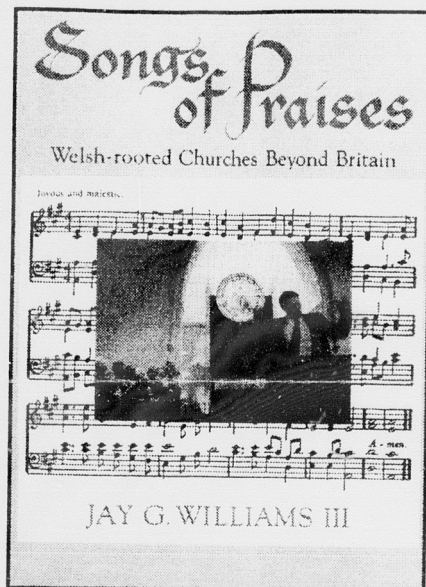 Songs
of Praises
Welsh-rooted Churches Beyond Britain
Joyous and majestic.
A - men.
JAY G. WILLIAMS III